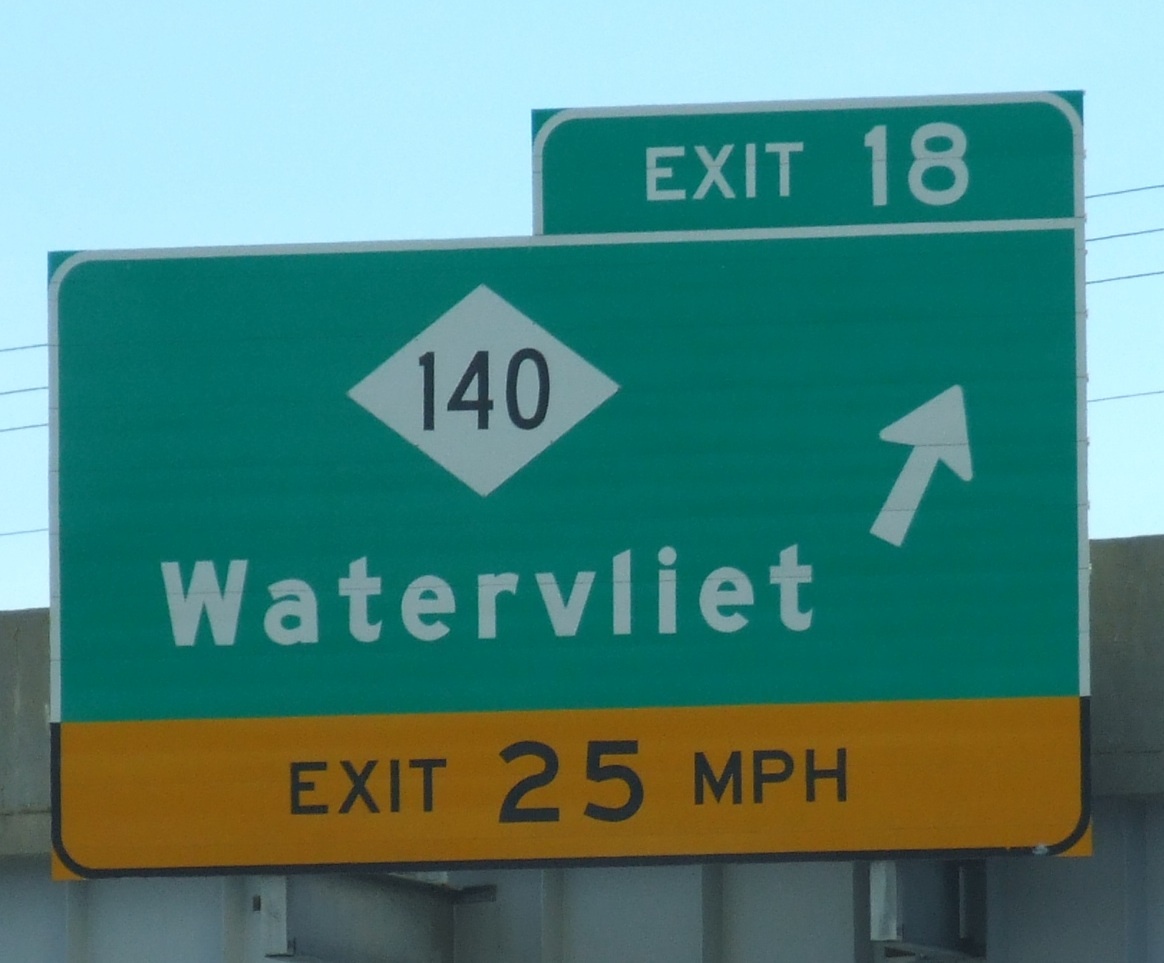 EXIT 18
140
Watervliet
EXIT 25 MPH